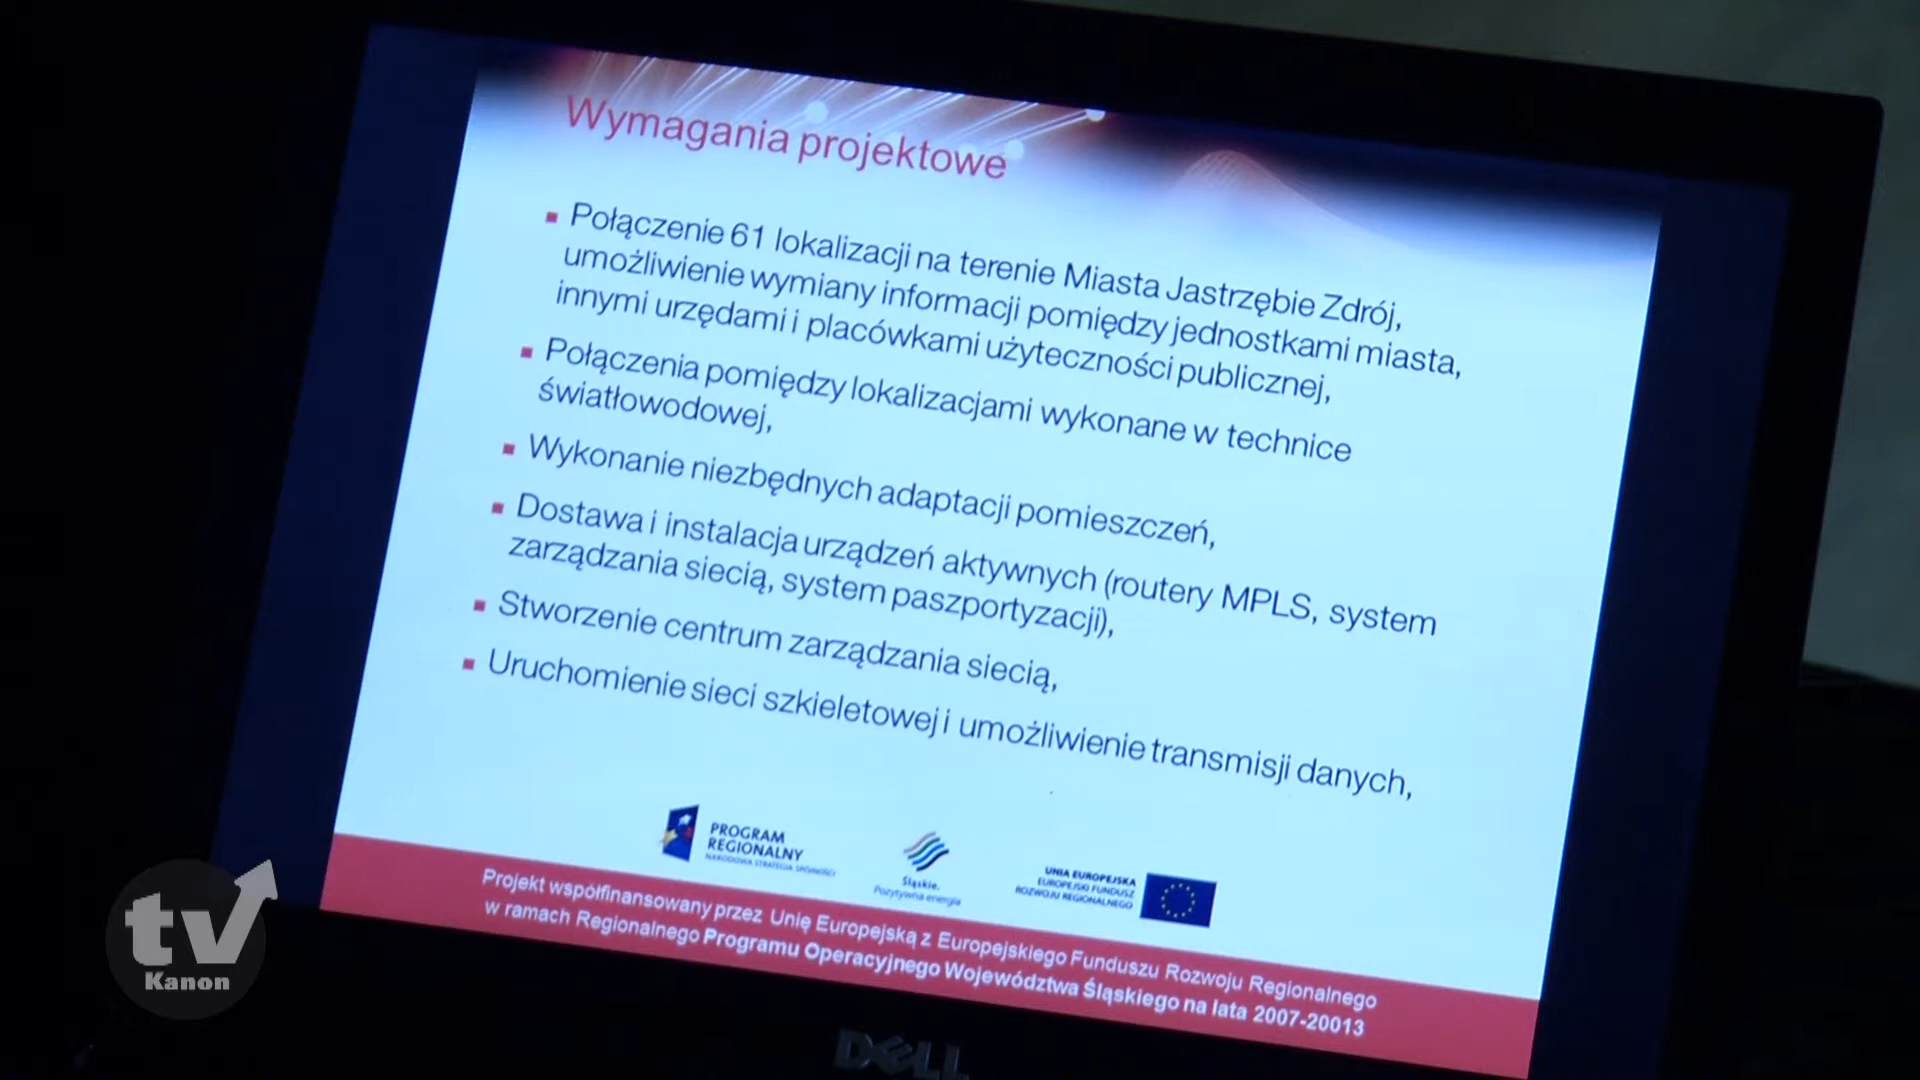 Wymagania projektowe
Połączenie 61 lokalizacji na terenie Miasta Jastrzębie Zdrój,
umożliwienie wymiany informacji pomiędzy jednostkami miasta,
innymi urzędami i placówkami użyteczności publicznej,
Połączenia pomiędzy lokalizacjami wykonane w technice
światłowodowej,
Wykonanie niezbędnych adaptacji pomieszczeń,
Dostawa i instalacja urządzeń aktywnych (routery MPLS, system
zarządzania siecią, system paszportyzacji),
Stworzenie centrum zarządzania siecią,
Uruchomienie sieci szkieletowej i umożliwienie transmisji danych,
PROGRAM
REGIONALNY
NARODOWA STRATEGIA SPÓJNOŚCI
Śląskie.
Pozytywna energia
UNIA EUROPEJSKA
EUROPEJSKI FUNDUSZ
ROZWOJU REGIONALNEGO
Projekt współfinansowany przez Unię Europejską z Europejskiego Funduszu Rozwoju Regionalnego
w ramach Regionalnego Programu Operacyjnego Województwa Śląskiego na lata 2007-20013
tv
Kanon
DELL